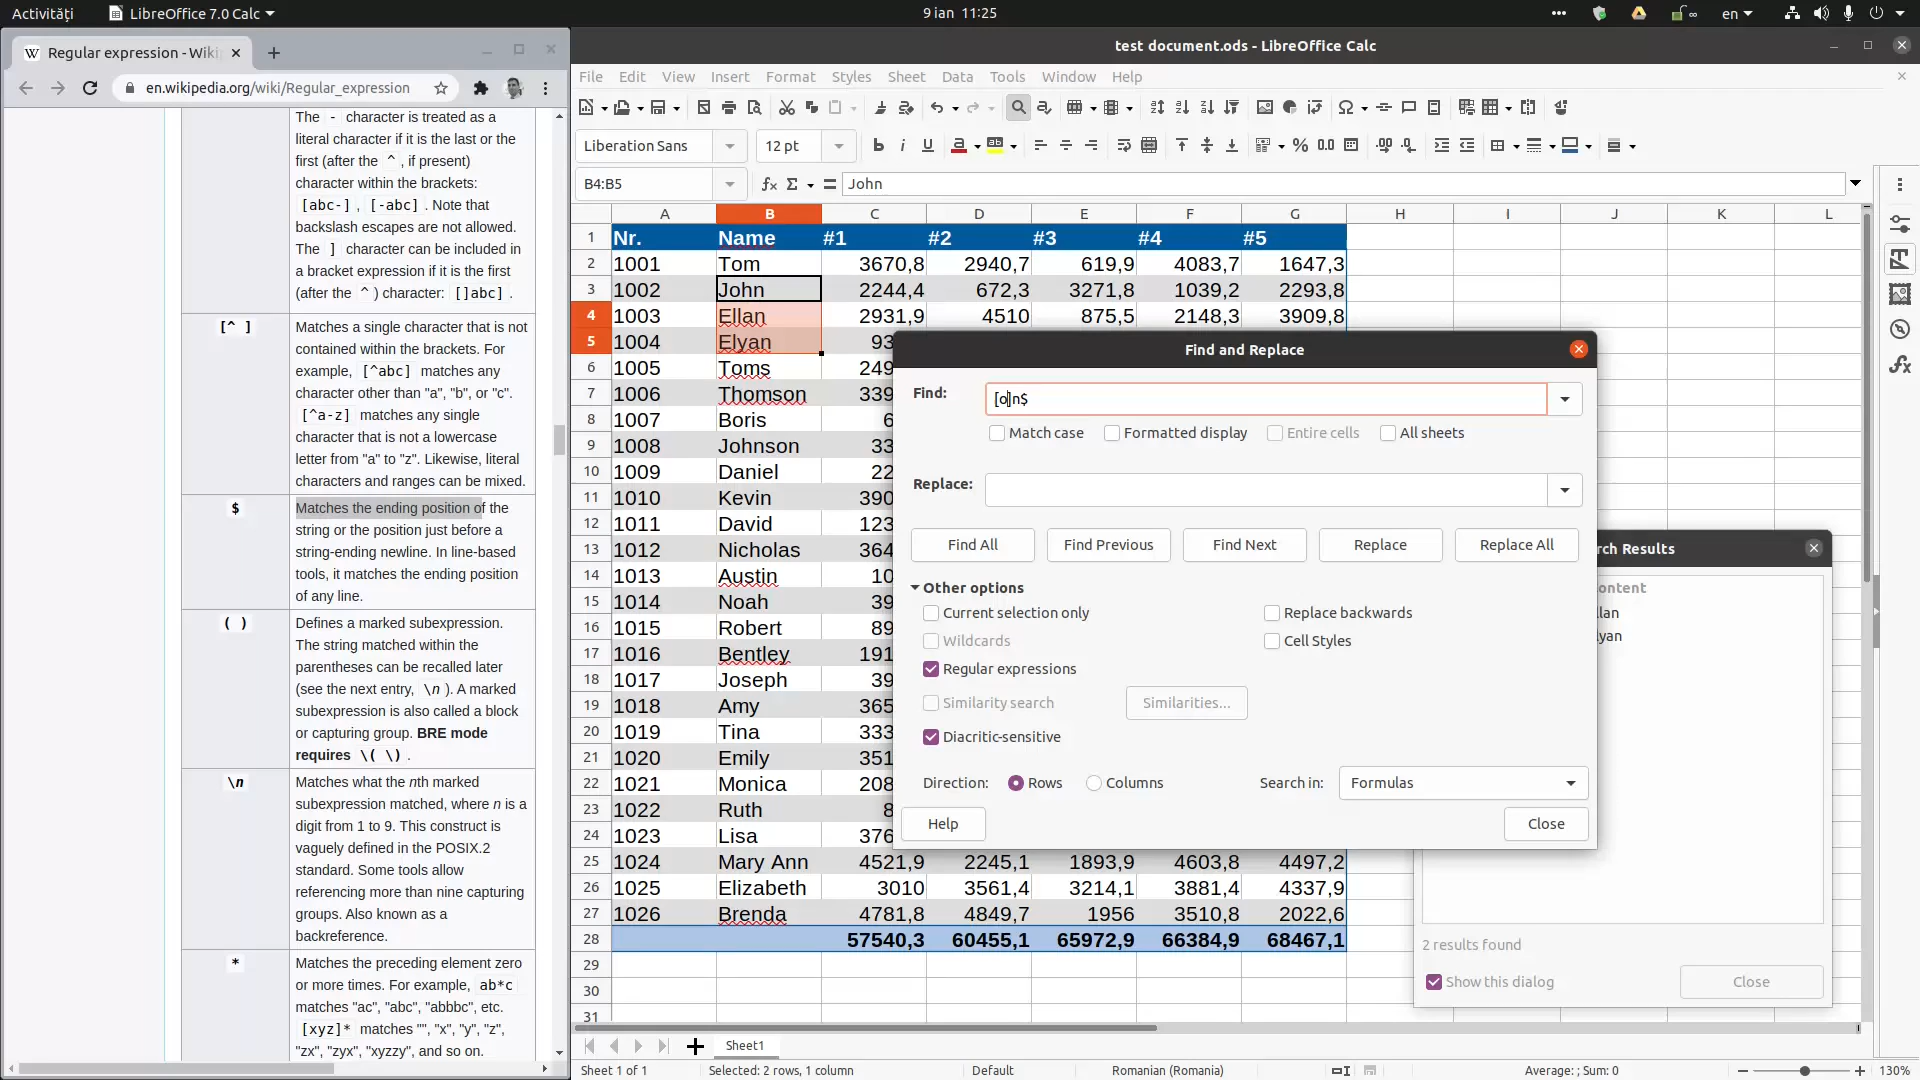 Activități
LibreOffice 7.0 Calc
9 ian 11:25
en
Regular expression - Wiki
en.wikipedia.org/wiki/Regular_expression
The - character is treated as a
literal character if it is the last or the
first (after the ^, if present)
character within the brackets:
[abc-], [-abc]. Note that
backslash escapes are not allowed.
The ] character can be included in
a bracket expression if it is the first
(after the ^) character: []abc].
[^ ]
Matches a single character that is not
contained within the brackets. For
example, [^abc] matches any
character other than "a", "b", or "c".
[^a-z] matches any single
character that is not a lowercase
letter from "a" to "z". Likewise, literal
characters and ranges can be mixed.
$
Matches the ending position of the
string or the position just before a
string-ending newline. In line-based
tools, it matches the ending position
of any line.
( )
Defines a marked subexpression.
The string matched within the
parentheses can be recalled later
(see the next entry, \n). A marked
subexpression is also called a block
or capturing group. BRE mode
requires \( \).
\n
Matches what the nth marked
subexpression matched, where n is a
digit from 1 to 9. This construct is
vaguely defined in the POSIX.2
standard. Some tools allow
referencing more than nine capturing
groups. Also known as a
backreference.
*
Matches the preceding element zero
or more times. For example, ab*c
matches "ac", "abc", "abbbc", etc.
[xyz]* matches "", "x", "y", "z",
"zx", "zyx", "xyzzy", and so on.
test document.ods - LibreOffice Calc
File Edit View Insert Format Styles Sheet Data Tools Window Help
Liberation Sans 12 pt
B4:B5 John
A B C D E F G H I J K L
1 Nr. Name #1 #2 #3 #4 #5
2 1001 Tom 3670,8 2940,7 619,9 4083,7 1647,3
3 1002 John 2244,4 672,3 3271,8 1039,2 2293,8
4 1003 Ellan 2931,9 4510 875,5 2148,3 3909,8
5 1004 Elyan 93
6 1005 Toms 249
7 1006 Thomson 339
8 1007 Boris 6
9 1008 Johnson 33
10 1009 Daniel 22
11 1010 Kevin 390
12 1011 David 123
13 1012 Nicholas 364
14 1013 Austin 10
15 1014 Noah 39
16 1015 Robert 89
17 1016 Bentley 191
18 1017 Joseph 39
19 1018 Amy 365
20 1019 Tina 333
21 1020 Emily 351
22 1021 Monica 208
23 1022 Ruth 8
24 1023 Lisa 376
25 1024 Mary Ann 4521,9 2245,1 1893,9 4603,8 4497,2
26 1025 Elizabeth 3010 3561,4 3214,1 3881,4 4337,9
27 1026 Brenda 4781,8 4849,7 1956 3510,8 2022,6
28 57540,3 60455,1 65972,9 66384,9 68467,1
29
30
31
Find and Replace
Find: [o]n$
Match case Formatted display Entire cells All sheets
Replace:
Find All Find Previous Find Next Replace Replace All
Other options
Current selection only Replace backwards
Wildcards Cell Styles
Regular expressions
Similarity search Similarities...
Diacritic-sensitive
Direction: Rows Columns Search in: Formulas
Help Close
rch Results
ontent
llan
lyan
2 results found
Show this dialog Close
Sheet1
Sheet 1 of 1 Selected: 2 rows, 1 column Default Romanian (Romania) Average: ; Sum: 0 130%